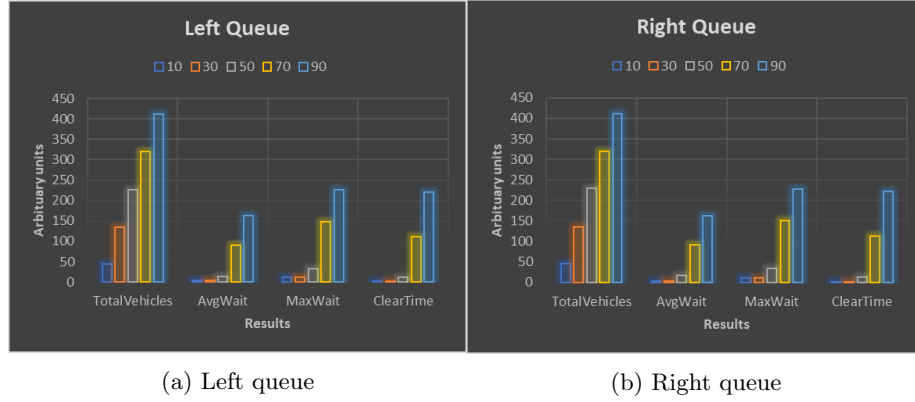 Left Queue
10 30 50 70 90
450
400
350
300
250
200
150
100
50
0
Arbituary units
TotalVehicles AvgWait MaxWait ClearTime
Results
Right Queue
10 30 50 70 90
450
400
350
300
250
200
150
100
50
0
Arbituary units
TotalVehicles AvgWait MaxWait ClearTime
Results
(a) Left queue
(b) Right queue